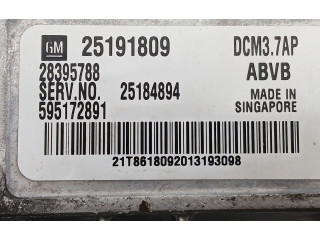 GM 25191809 DCM3.7AP
28395788 ABVB
SERV.NO. 25184894 MADE IN
595172891 SINGAPORE
21T8618092013193098